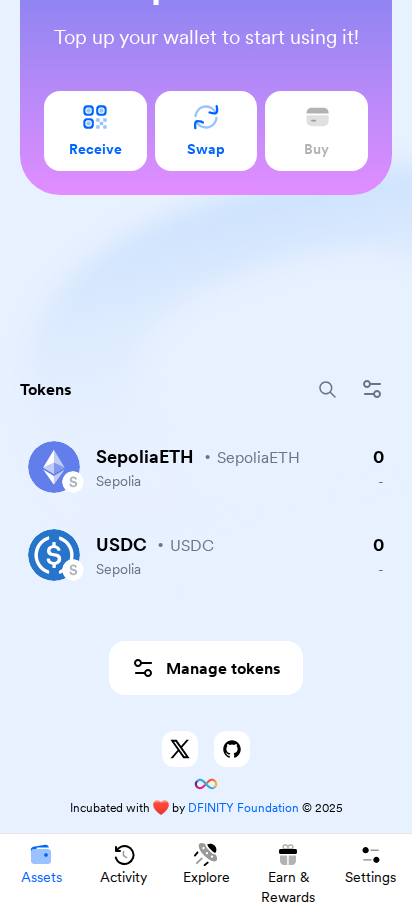 Top up your wallet to start using it!
Receive
Swap
Buy
Tokens
SepoliaETH • SepoliaETH 0
Sepolia -
USDC • USDC 0
Sepolia -
Manage tokens
Incubated with ❤️ by DFINITY Foundation © 2025
Assets
Activity
Explore
Earn &
Rewards
Settings